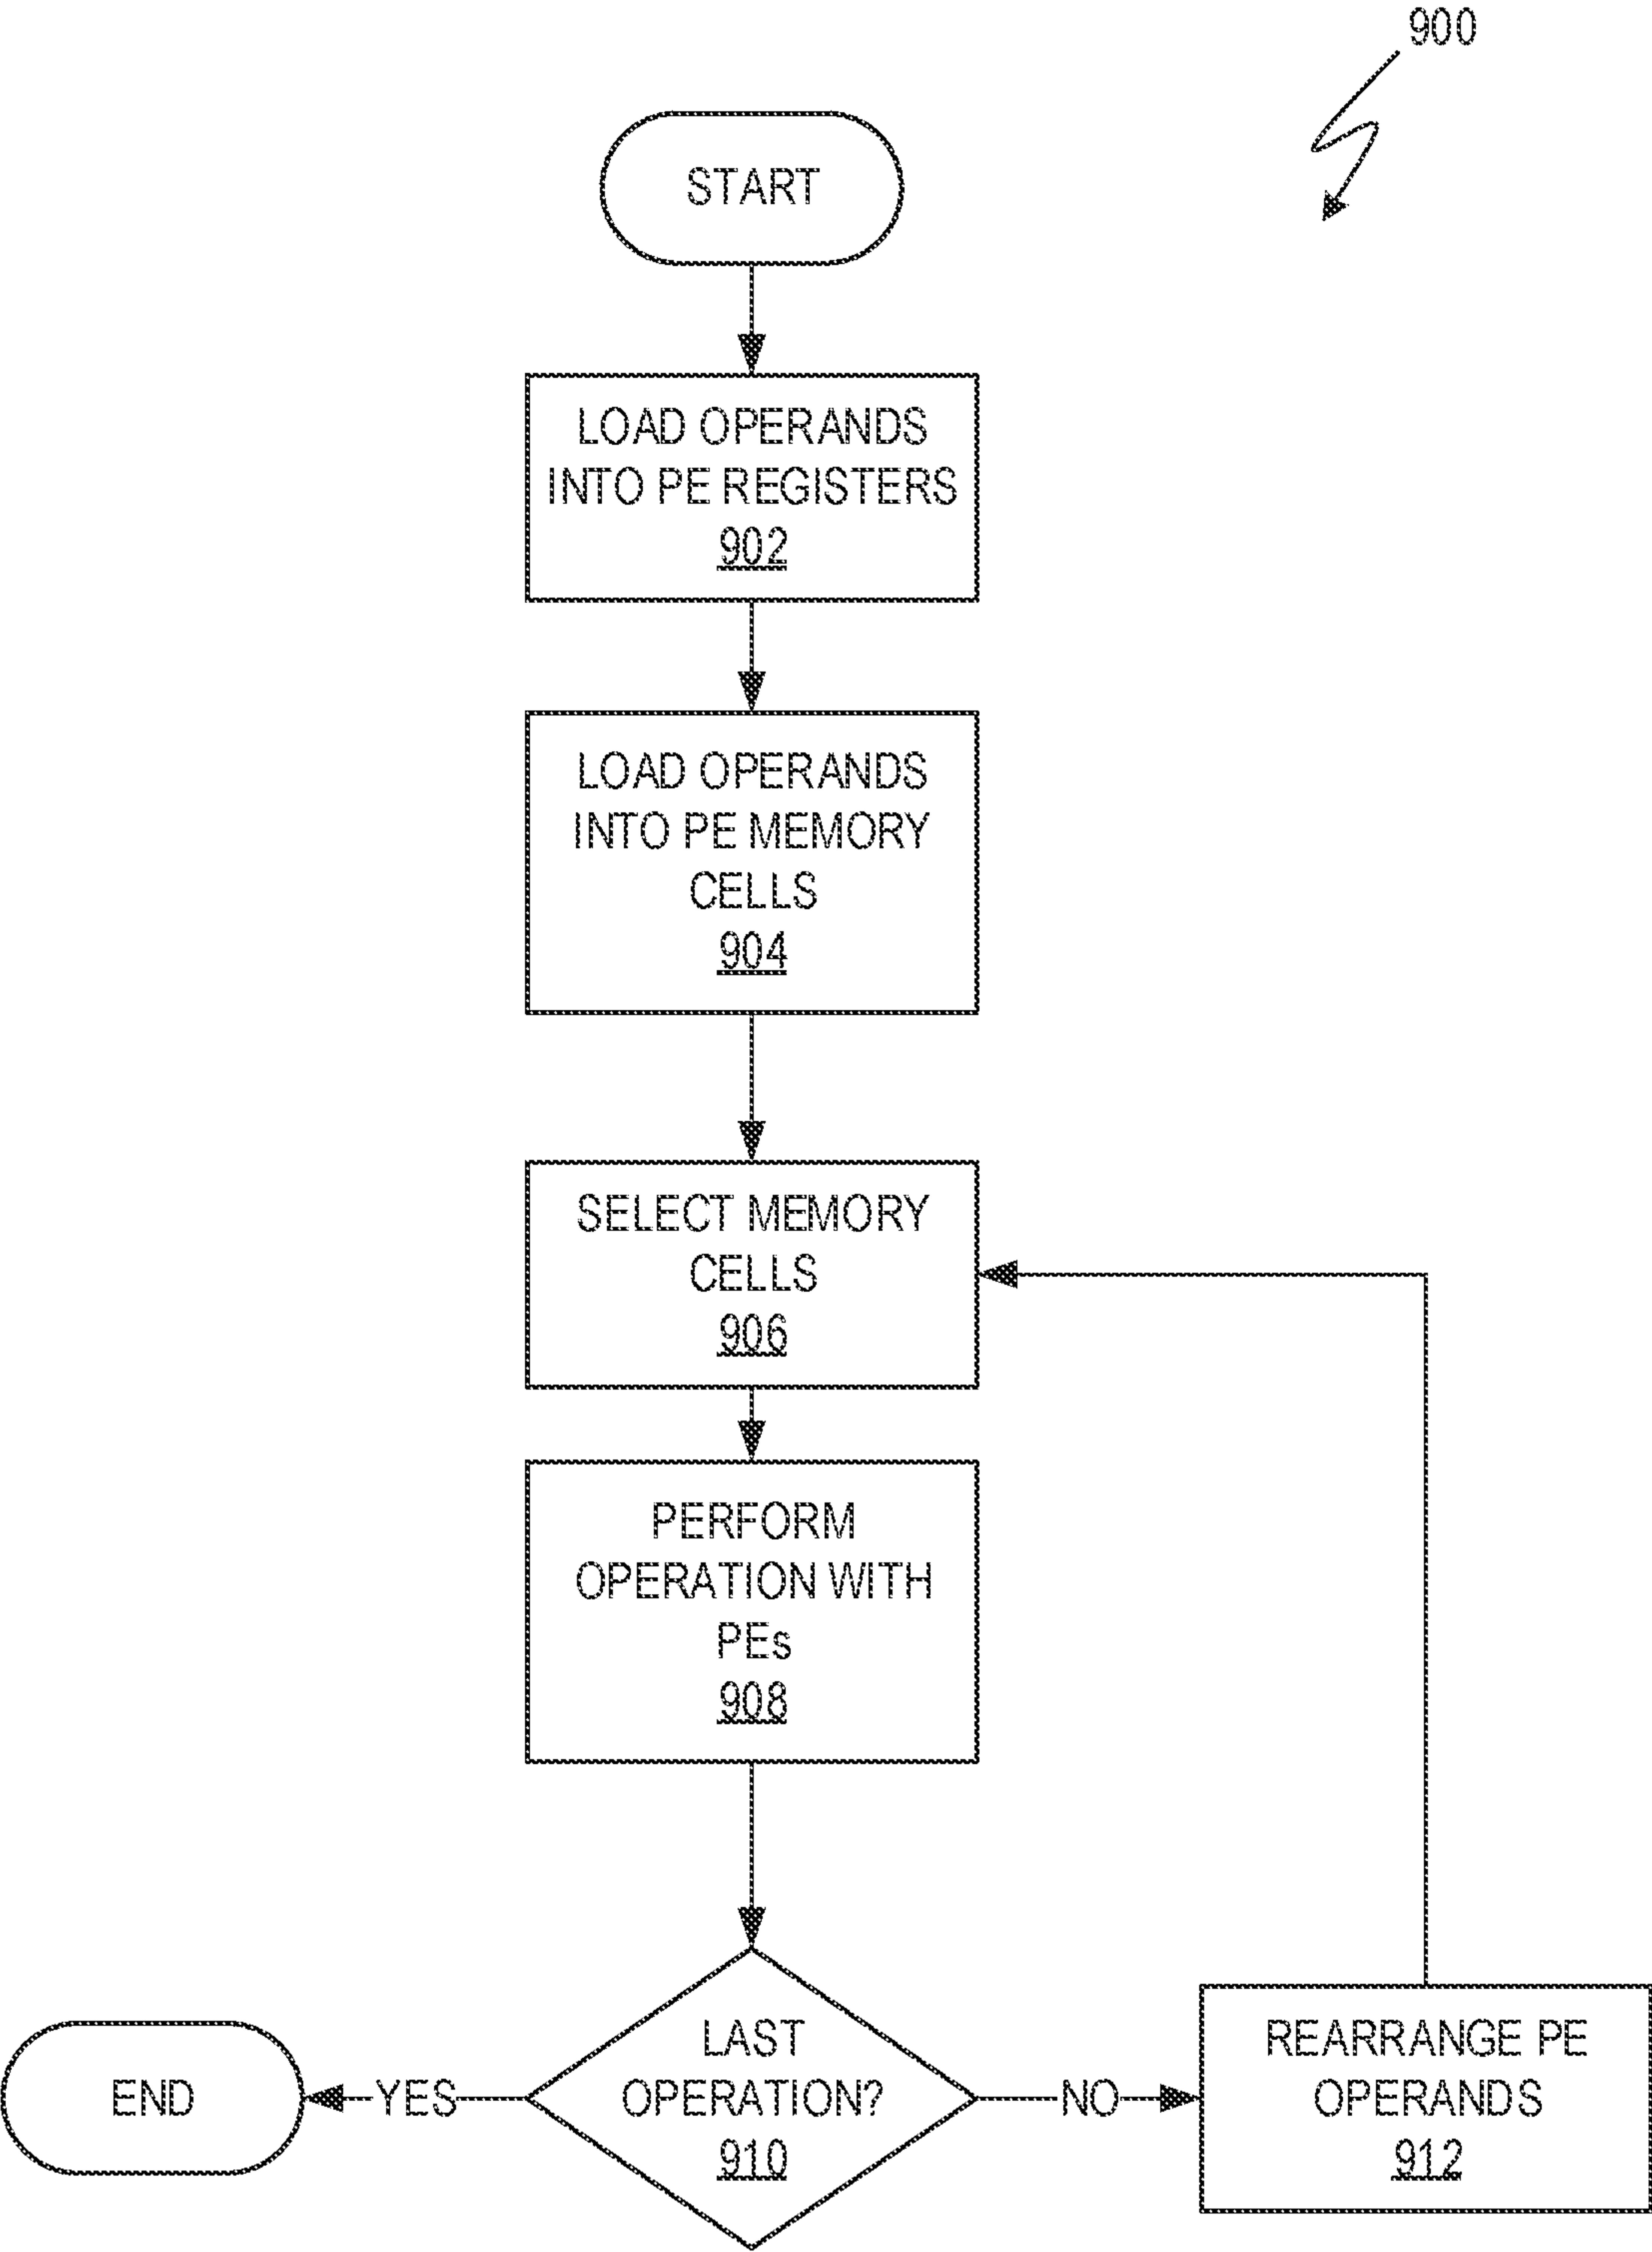 900
START
LOAD OPERANDS
INTO PE REGISTERS
902
LOAD OPERANDS
INTO PE MEMORY
CELLS
904
SELECT MEMORY
CELLS
906
PERFORM
OPERATION WITH
PEs
908
LAST
OPERATION?
910
YES
END
NO
REARRANGE PE
OPERANDS
912